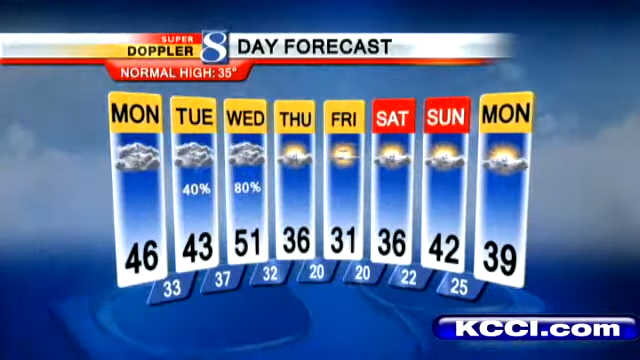 SUPER
DOPPLER 8 DAY FORECAST
NORMAL HIGH: 35°
MON TUE WED THU FRI SAT SUN MON
40% 80%
46 43 51 36 31 36 42 39
33 37 32 20 20 22 25
KCCI.com